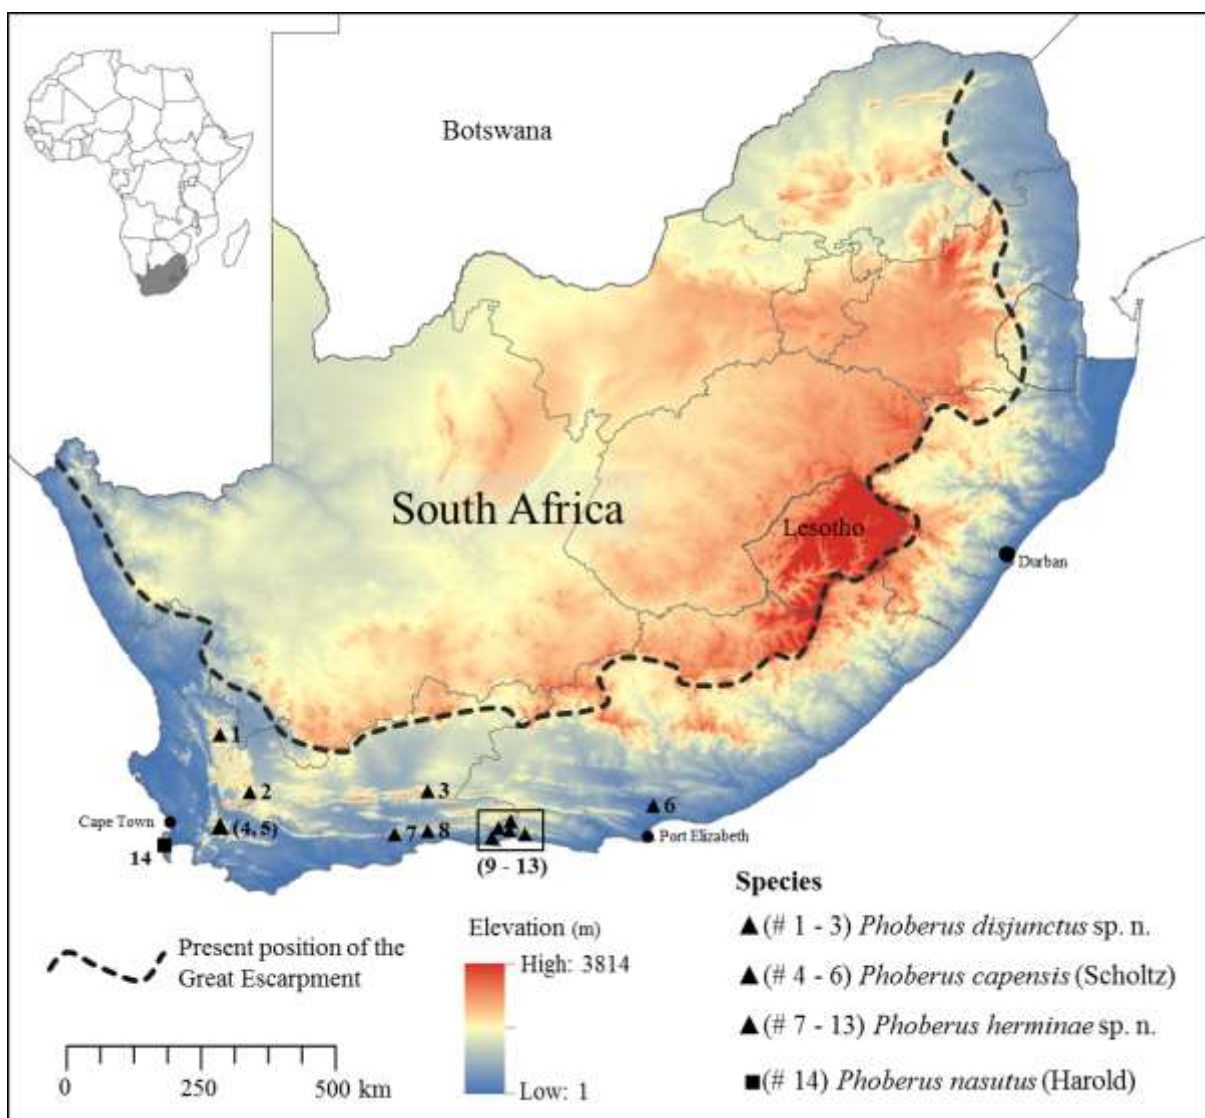 Botswana
South Africa
Lesotho
Durban
1
2
3
6
Cape Town
(4, 5)
7
8
Port Elizabeth
14
(9 - 13)
Species
(# 1 - 3) Phoberus disjunctus sp. n.
(# 4 - 6) Phoberus capensis (Scholtz)
(# 7 - 13) Phoberus herminae sp. n.
(# 14) Phoberus nasutus (Harold)
Present position of the
Great Escarpment
Elevation (m)
High: 3814
Low: 1
0 250 500 km